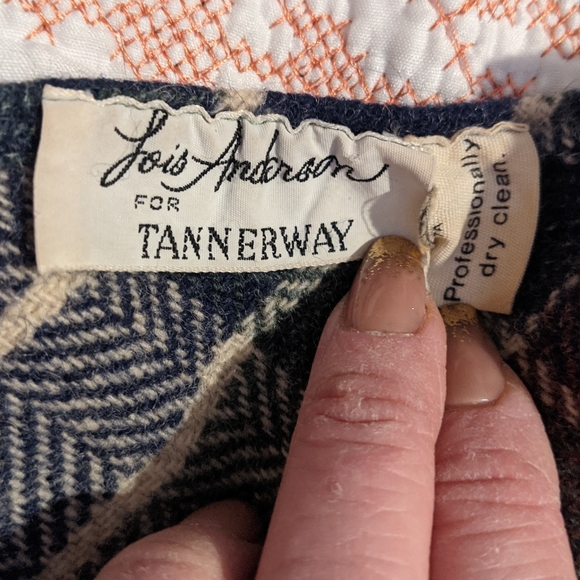 Lois Anderson
FOR
TANNERWAY
Professionally
dry clean.